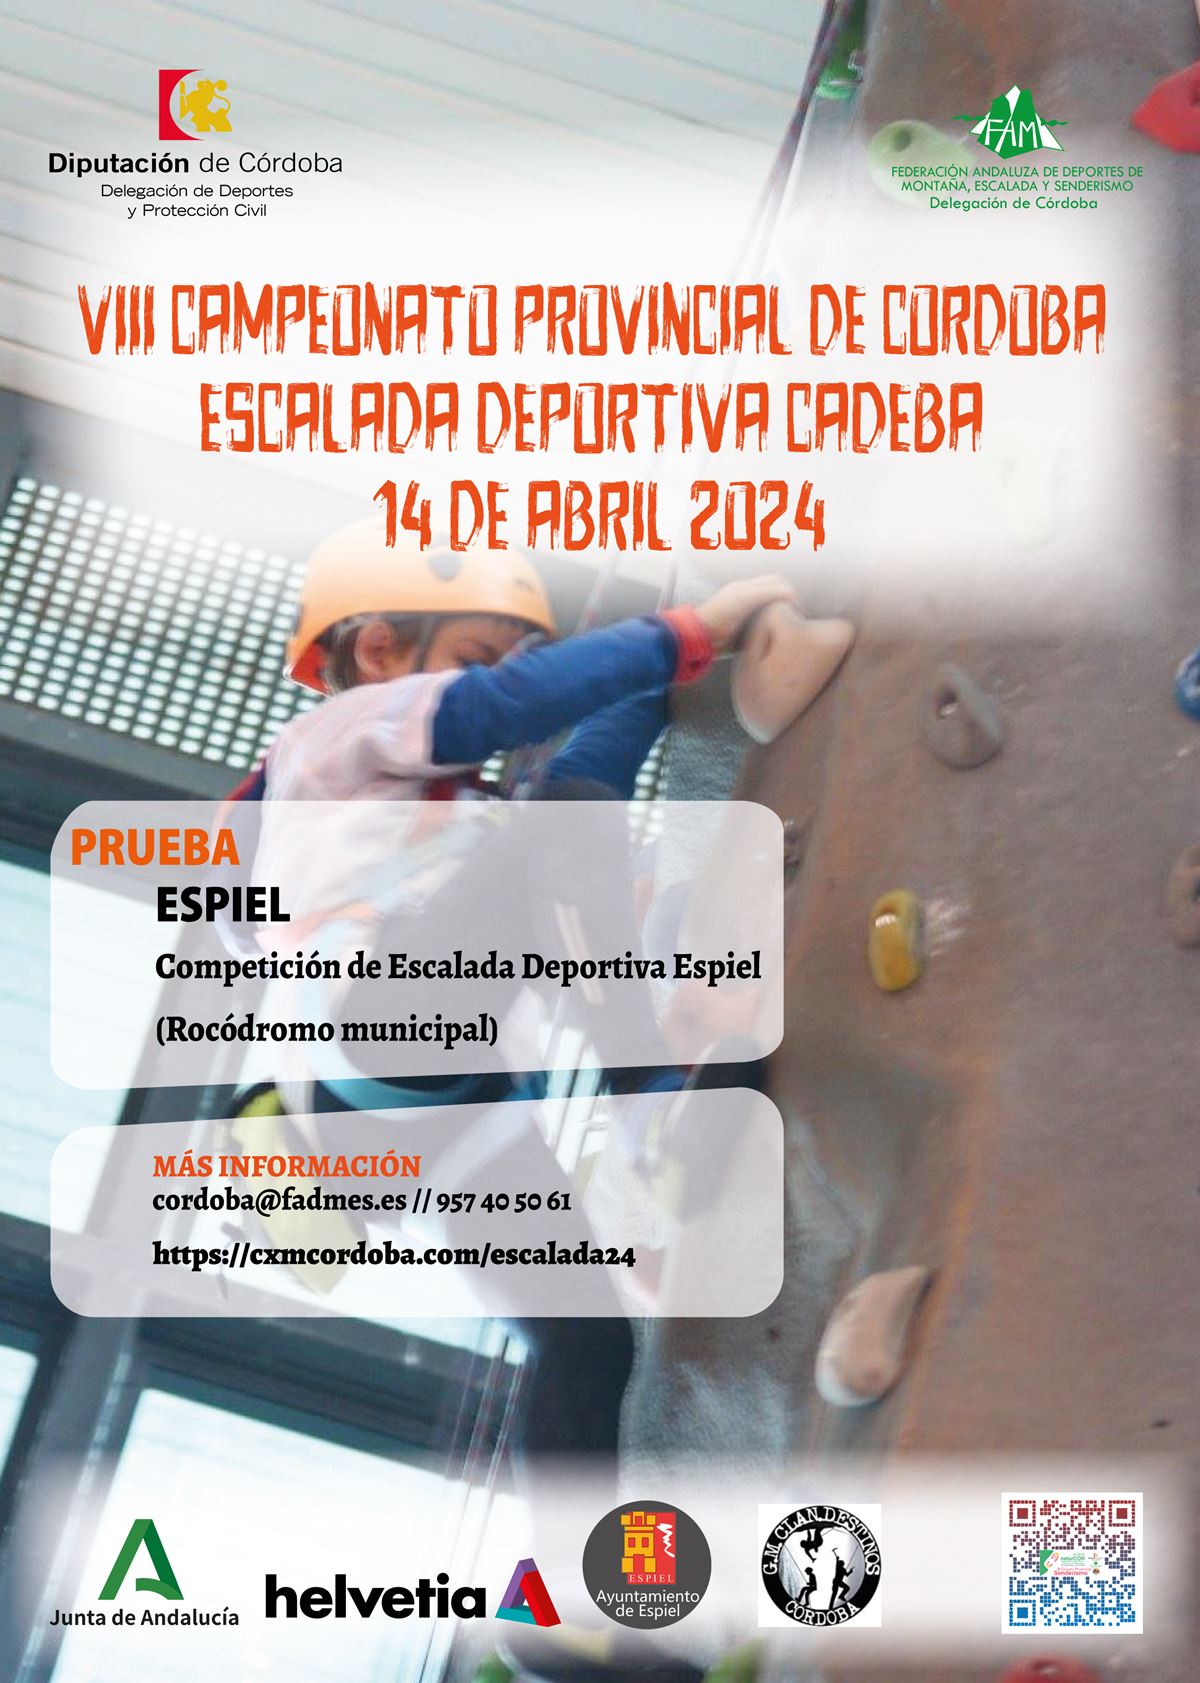 Diputación de Córdoba
Delegación de Deportes
y Protección Civil
FAM
FEDERACIÓN ANDALUZA DE DEPORTES DE
MONTAÑA, ESCALADA Y SENDERISMO
Delegación de Córdoba
VIII CAMPEONATO PROVINCIAL DE CORDOBA
ESCALADA DEPORTIVA CADEBA
14 DE ABRIL 2024
PRUEBA
ESPIEL
Competición de Escalada Deportiva Espiel
(Rocódromo municipal)
MÁS INFORMACIÓN
cordoba@fadmes.es // 957 40 50 61
https://cxmcordoba.com/escalada24
Junta de Andalucía
helvetia
ESPIEL
Ayuntamiento
de Espiel
G.M. CLANDESTINOS
CORDOBA
Senderismo